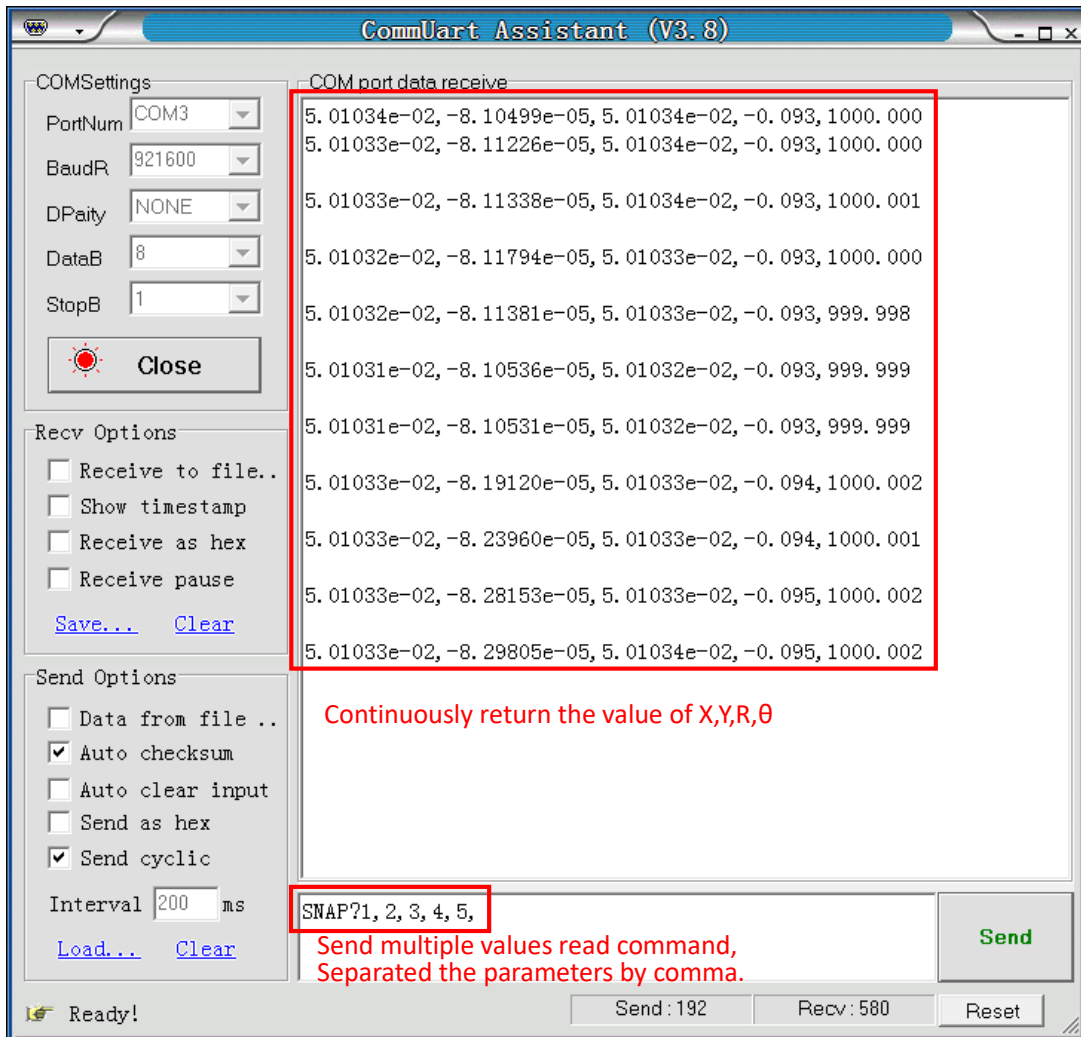 CommUart Assistant (V3.8)
COMSettings
PortNum COM3
BaudR 921600
DPaity NONE
DataB 8
StopB 1
Close
Recv Options
Receive to file..
Show timestamp
Receive as hex
Receive pause
Save... Clear
Send Options
Data from file ..
Auto checksum
Auto clear input
Send as hex
Send cyclic
Interval 200 ms
Load... Clear
COM port data receive
5.01034e-02,-8.10499e-05,5.01034e-02,-0.093,1000.000
5.01033e-02,-8.11226e-05,5.01034e-02,-0.093,1000.000
5.01033e-02,-8.11338e-05,5.01034e-02,-0.093,1000.001
5.01032e-02,-8.11794e-05,5.01033e-02,-0.093,1000.000
5.01032e-02,-8.11381e-05,5.01033e-02,-0.093,999.998
5.01031e-02,-8.10536e-05,5.01032e-02,-0.093,999.999
5.01031e-02,-8.10531e-05,5.01032e-02,-0.093,999.999
5.01033e-02,-8.19120e-05,5.01033e-02,-0.094,1000.002
5.01033e-02,-8.23960e-05,5.01033e-02,-0.094,1000.001
5.01033e-02,-8.28153e-05,5.01033e-02,-0.095,1000.002
5.01033e-02,-8.29805e-05,5.01034e-02,-0.095,1000.002
Continuously return the value of X,Y,R,θ
SNAP?1,2,3,4,5,
Send multiple values read command,
Separated the parameters by comma.
Send
Ready!
Send:192
Recv:580
Reset